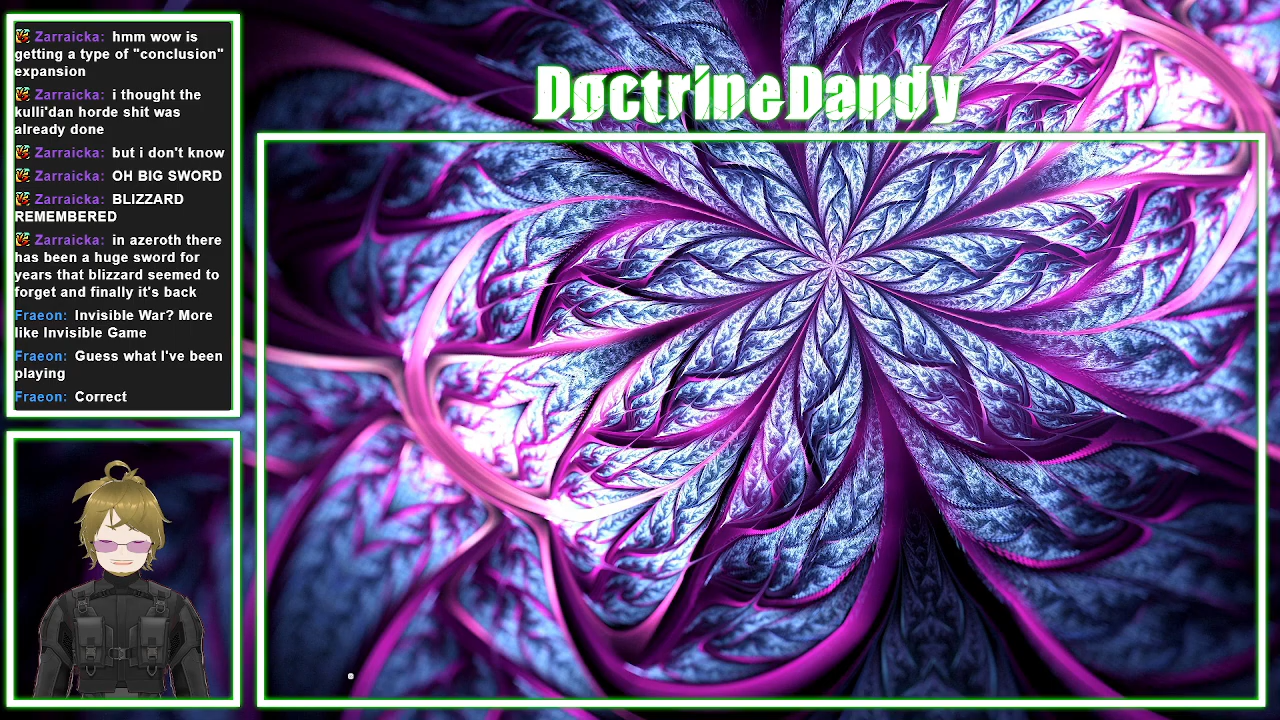 Zarraicka: hmm wow is
getting a type of "conclusion"
expansion
Zarraicka: i thought the
kulli'dan horde shit was
already done
Zarraicka: but i don't know
Zarraicka: OH BIG SWORD
Zarraicka: BLIZZARD
REMEMBERED
Zarraicka: in azeroth there
has been a huge sword for
years that blizzard seemed to
forget and finally it's back
Fraeon: Invisible War? More
like Invisible Game
Fraeon: Guess what I've been
playing
Fraeon: Correct
DoctrineDandy